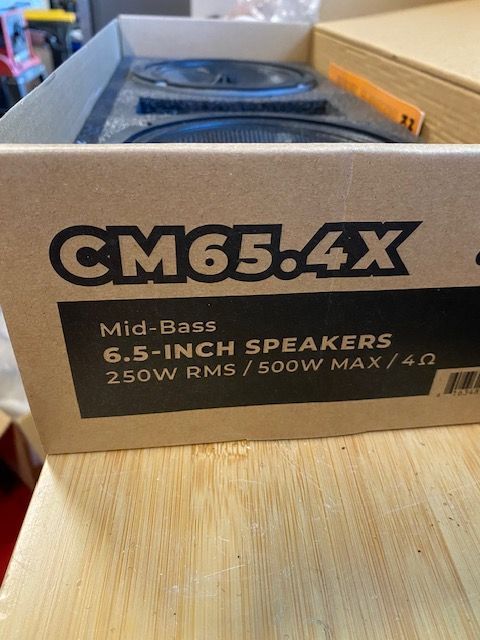 CM65.4X
Mid-Bass
6.5-INCH SPEAKERS
250W RMS / 500W MAX / 4Ω